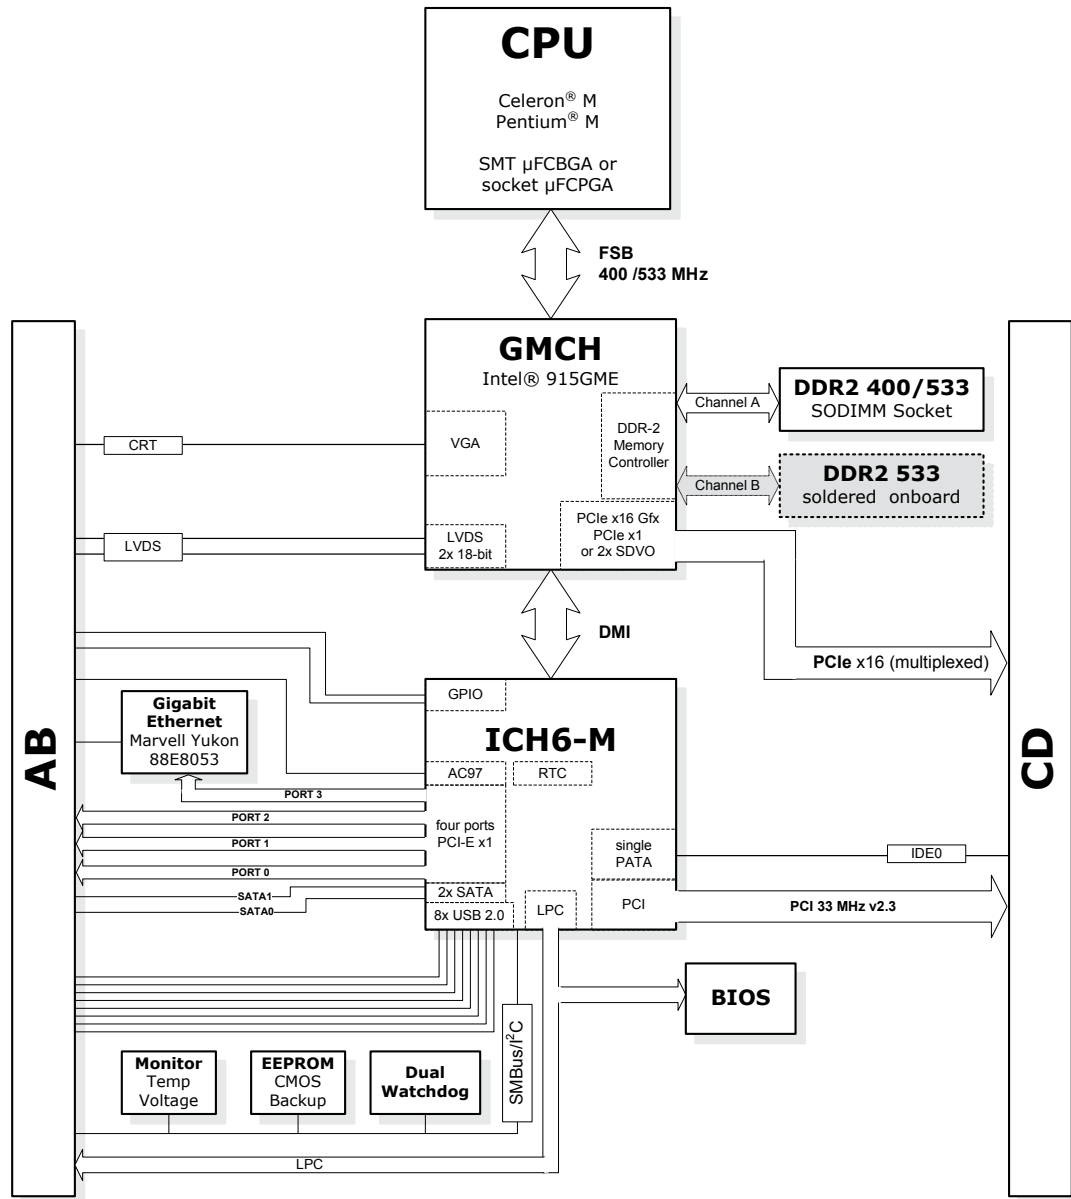 CPU
Celeron® M
Pentium® M
SMT µFCBGA or
socket µFCPGA
FSB
400 /533 MHz
GMCH
Intel® 915GME
VGA
DDR-2
Memory
Controller
LVDS
2x 18-bit
PCIe x16 Gfx
PCIe x1
or 2x SDVO
CRT
LVDS
Channel A
DDR2 400/533
SODIMM Socket
Channel B
DDR2 533
soldered onboard
DMI
PCIe x16 (multiplexed)
AB
CD
GPIO
ICH6-M
Gigabit
Ethernet
Marvell Yukon
88E8053
AC97
RTC
PORT 3
PORT 2
PORT 1
PORT 0
four ports
PCI-E x1
single
PATA
IDE0
SATA1
SATA0
2x SATA
8x USB 2.0
LPC
PCI
PCI 33 MHz v2.3
BIOS
SMBus/I²C
Monitor
Temp
Voltage
EEPROM
CMOS
Backup
Dual
Watchdog
LPC